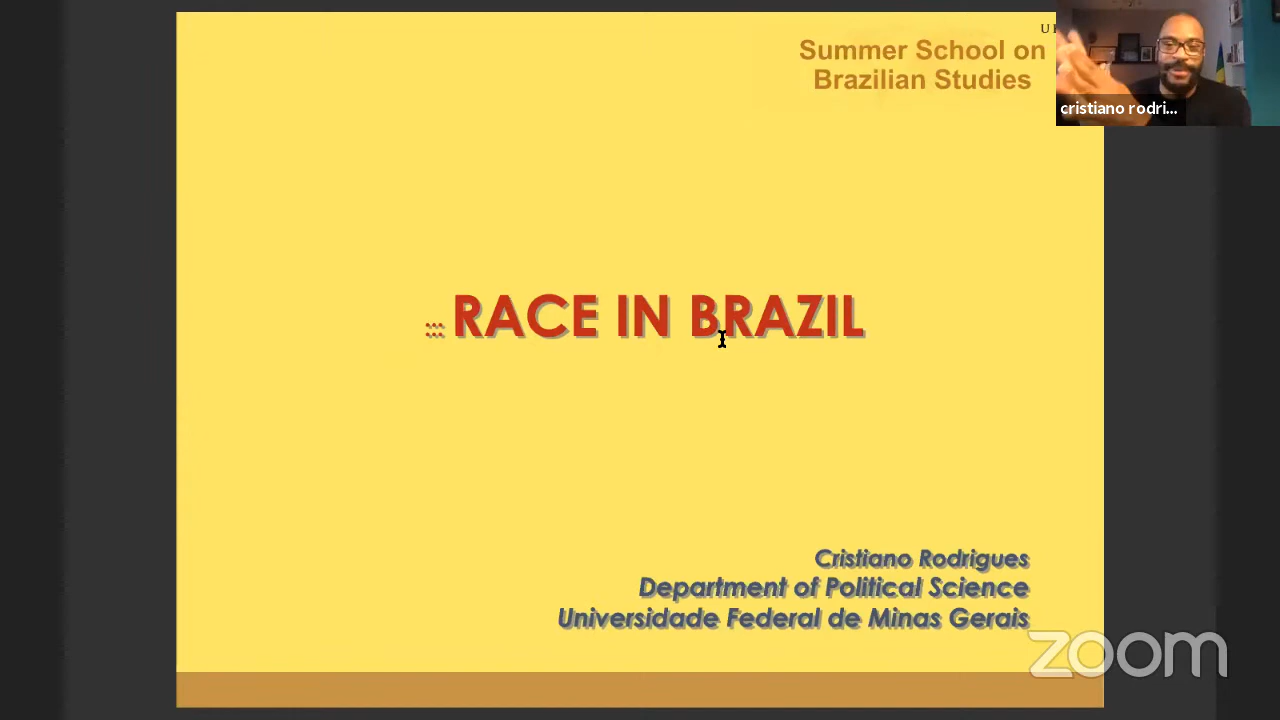 Summer School on
Brazilian Studies
cristiano rodri...
::: RACE IN BRAZIL
Cristiano Rodrigues
Department of Political Science
Universidade Federal de Minas Gerais
zoom